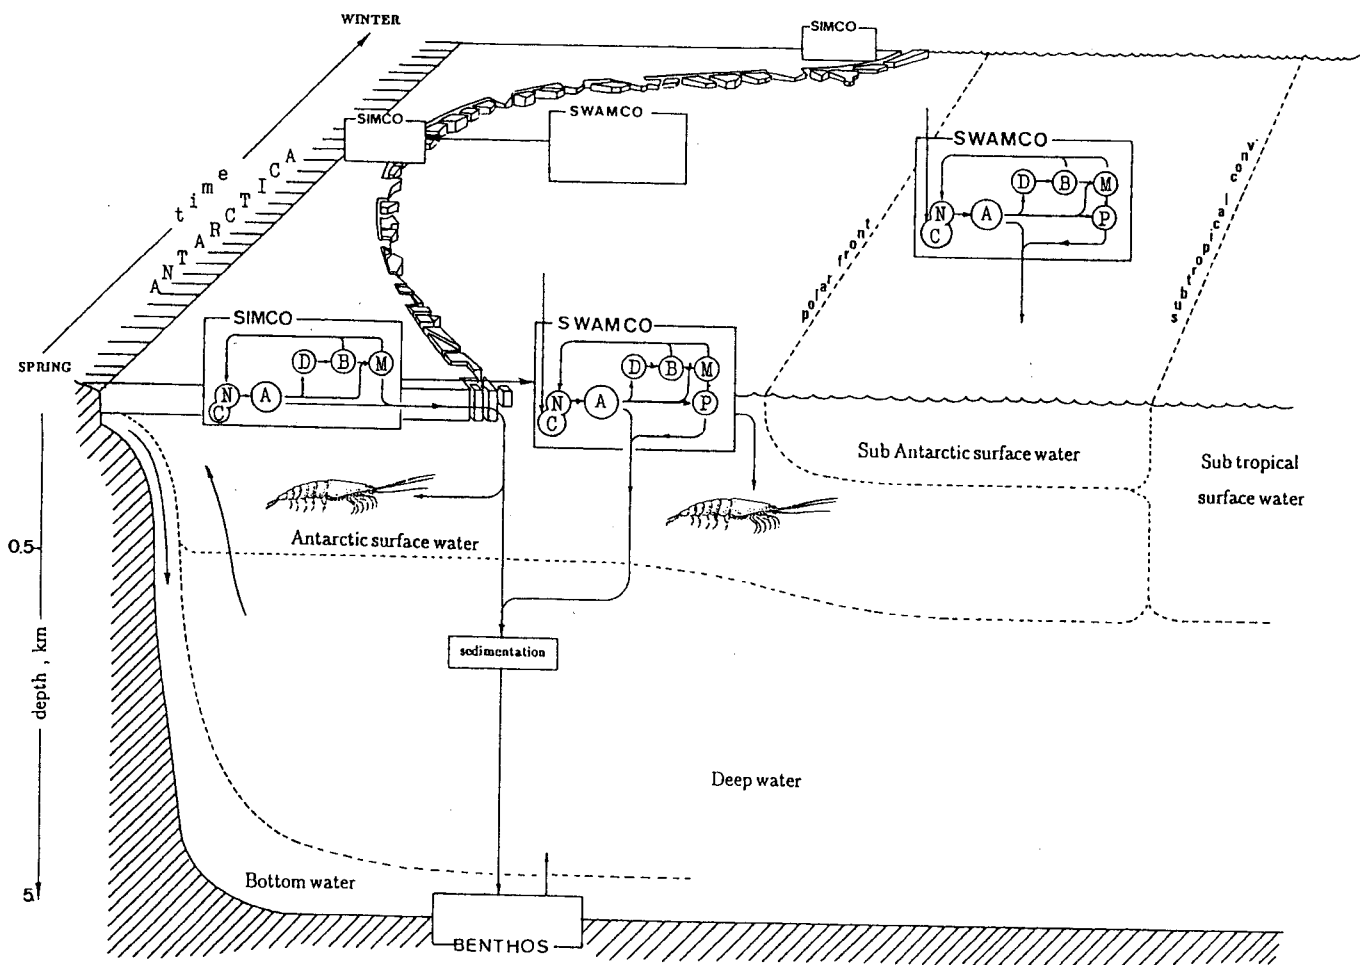 WINTER
SIMCO
SIMCO
SWAMCO
SWAMCO
D
B
M
N
A
P
C
time
ANTARCTICA
polar front
subtropical conv.
SIMCO
D
B
M
N
A
C
SWAMCO
D
B
M
N
A
P
C
SPRING
Sub Antarctic surface water
Sub tropical
surface water
Antarctic surface water
0.5
depth, km
sedimentation
Deep water
5
Bottom water
BENTHOS